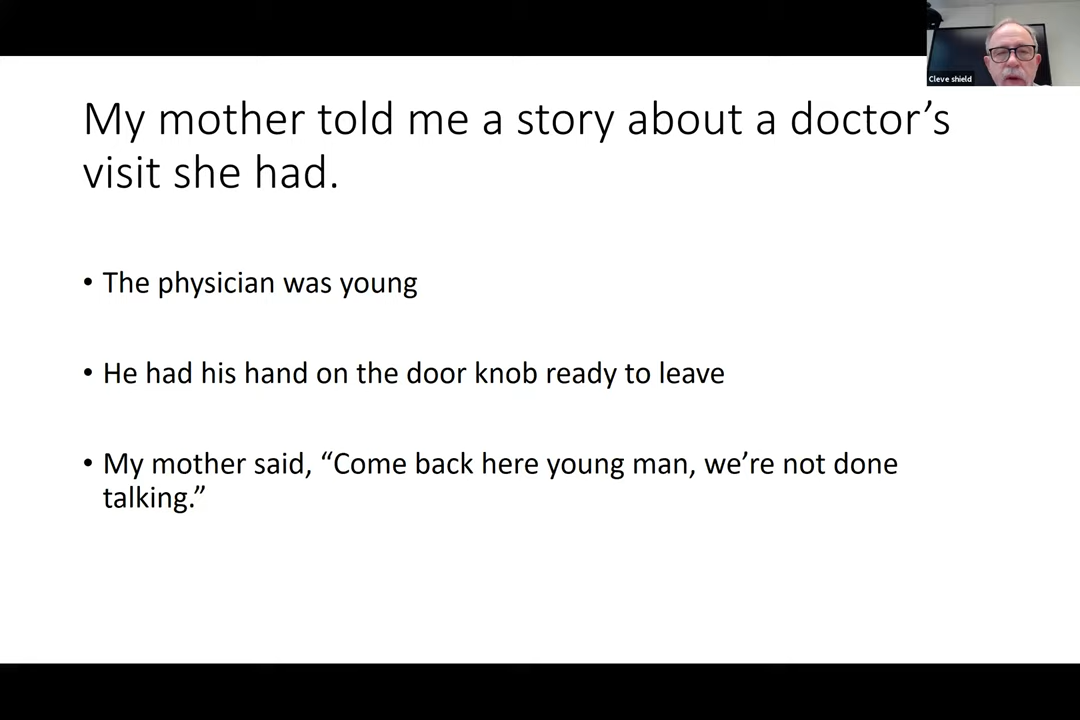 Cleve shield
My mother told me a story about a doctor’s
visit she had.
• The physician was young
• He had his hand on the door knob ready to leave
• My mother said, “Come back here young man, we’re not done
talking.”